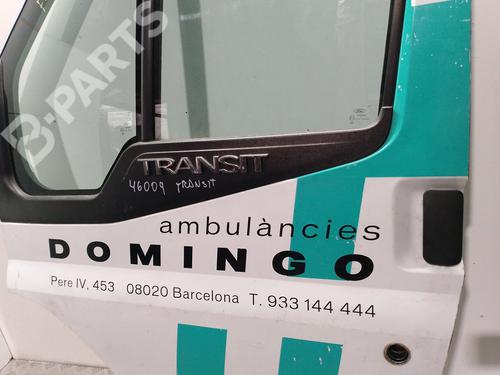 B-PARTS
TRANSIT
46009 TRANSIT
ambulàncies
DOMINGO
Pere IV, 453 08020 Barcelona T. 933 144 444